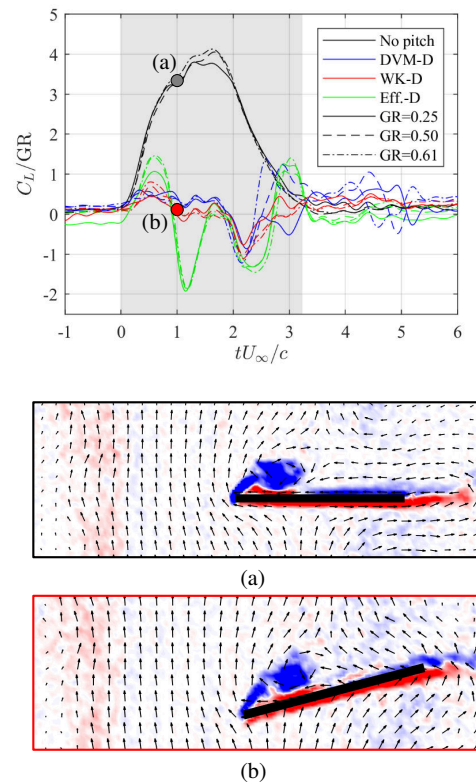 (a)
(b)
No pitch
DVM-D
WK-D
Eff.-D
GR=0.25
GR=0.50
GR=0.61
C_L/GR
5
4
3
2
1
0
-1
-2
-1 0 1 2 3 4 5 6
tU_∞/c
(a)
(b)